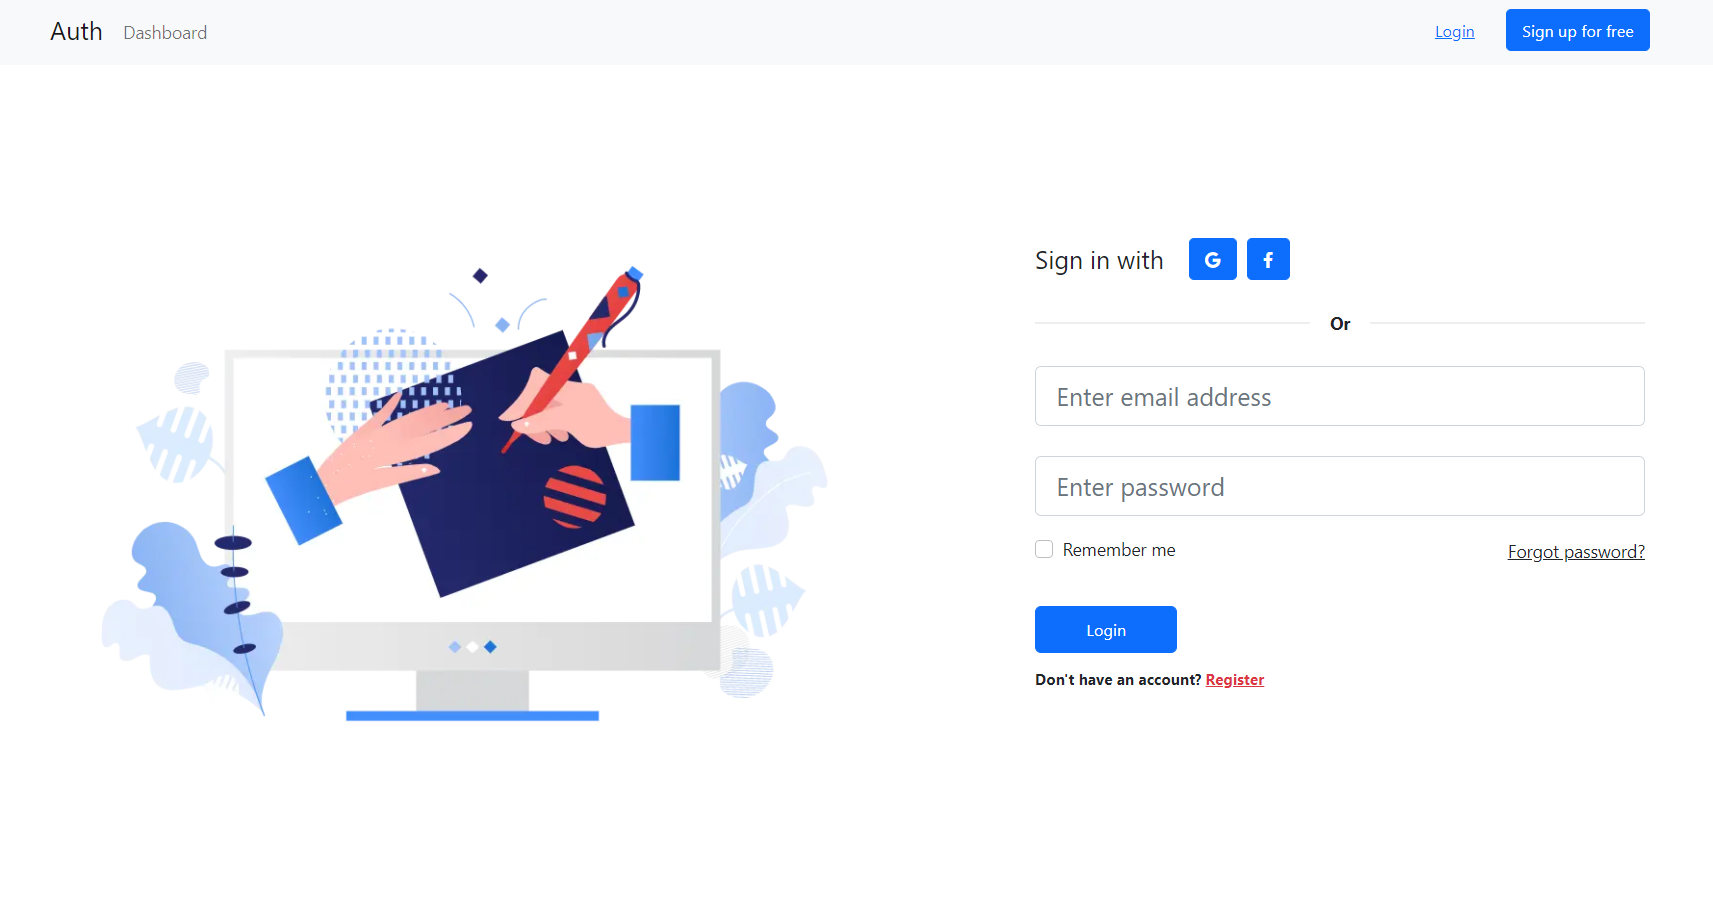 Auth Dashboard Login Sign up for free
Sign in with
Or
Enter email address
Enter password
Remember me Forgot password?
Login
Don't have an account? Register